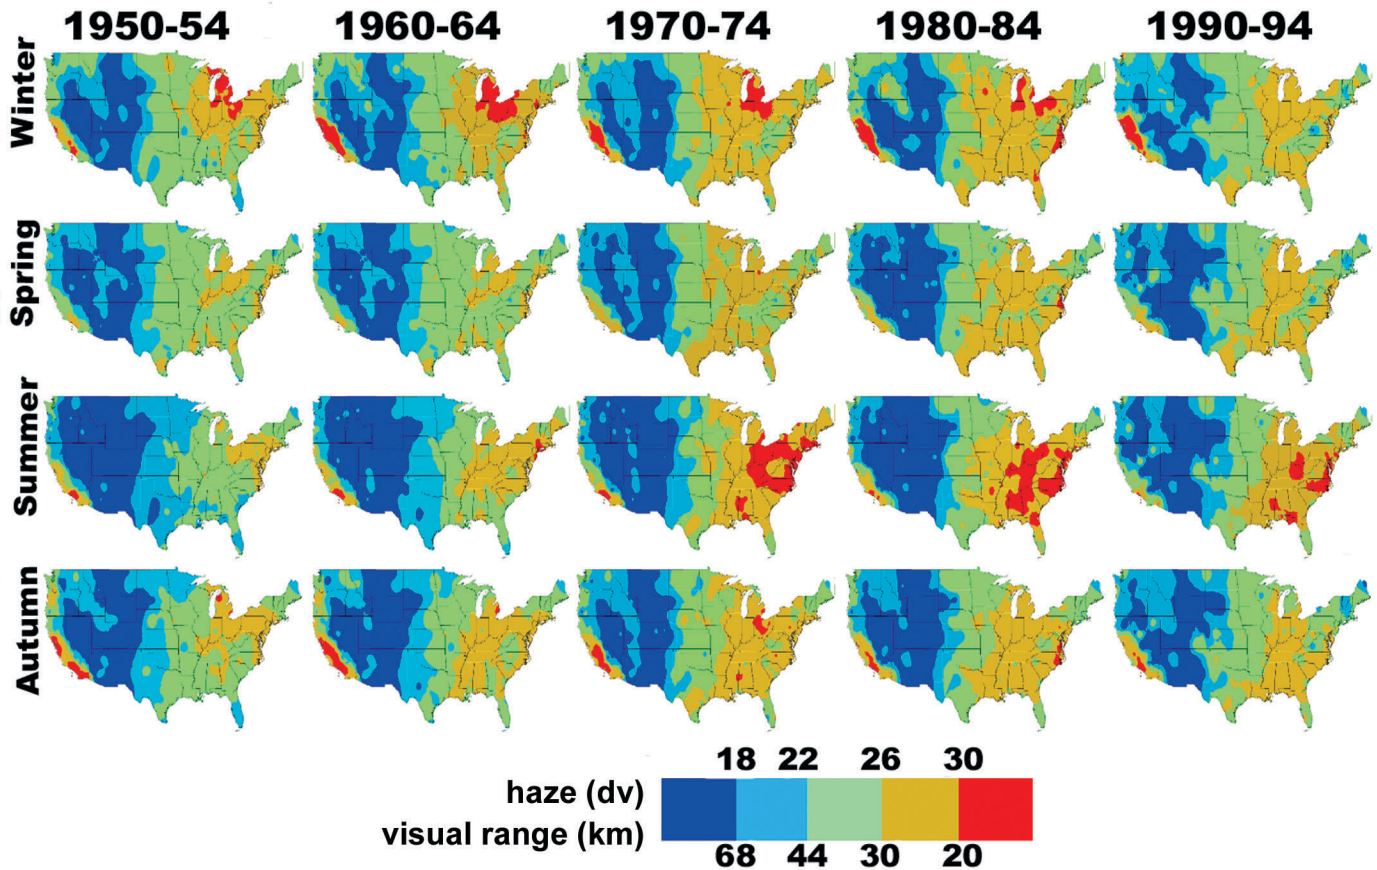 1950-54 1960-64 1970-74 1980-84 1990-94
Winter
Spring
Summer
Autumn
18 22 26 30
haze (dv)
visual range (km)
68 44 30 20